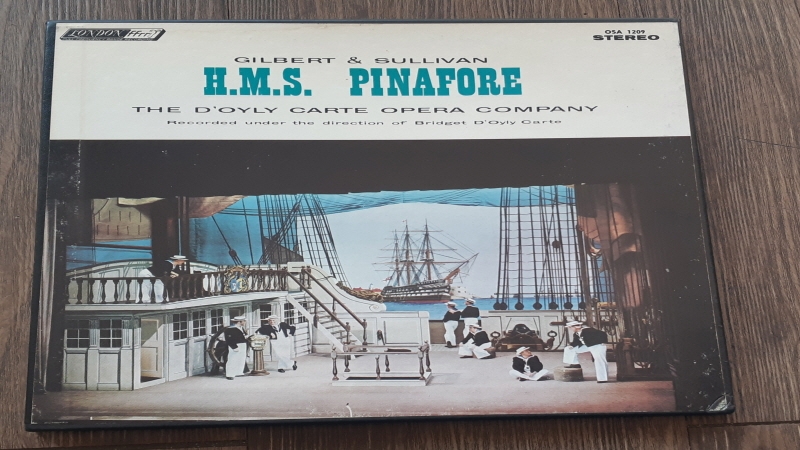 LONDON ffrr
OSA 1209
STEREO
GILBERT & SULLIVAN
H.M.S. PINAFORE
THE D'OYLY CARTE OPERA COMPANY
Recorded under the direction of Bridget D'Oyly Carte